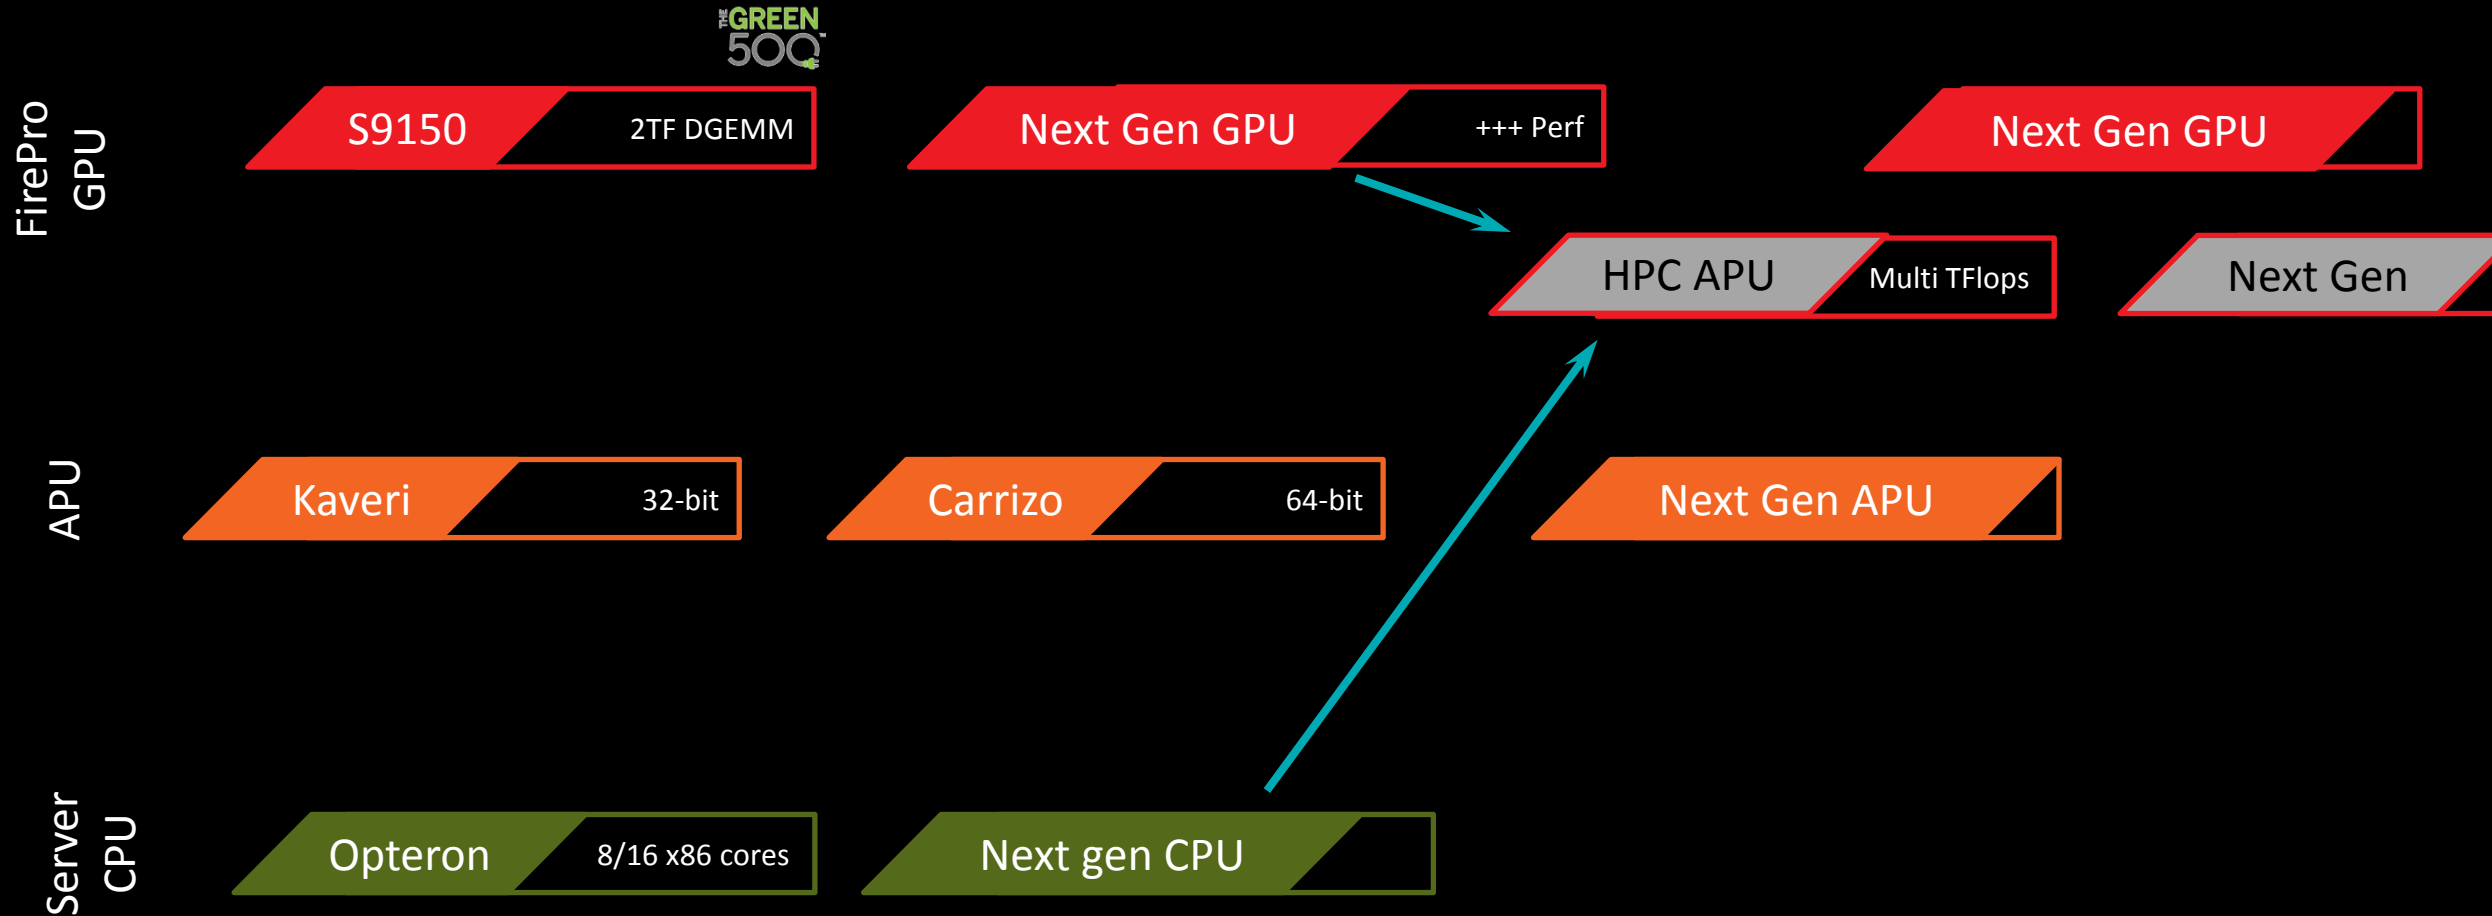 THE GREEN
500™
FirePro
GPU
S9150
2TF DGEMM
Next Gen GPU
+++ Perf
Next Gen GPU
HPC APU
Multi TFlops
Next Gen
APU
Kaveri
32-bit
Carrizo
64-bit
Next Gen APU
Server
CPU
Opteron
8/16 x86 cores
Next gen CPU